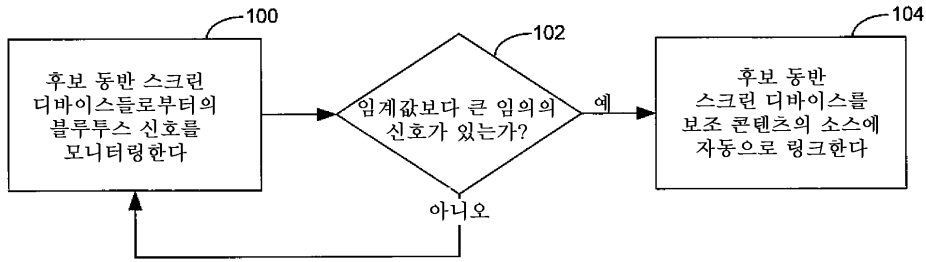 100
후보 동반 스크린
디바이스들로부터의
블루투스 신호를
모니터링한다
102
임계값보다 큰 임의의
신호가 있는가?
예
아니오
104
후보 동반
스크린 디바이스를
보조 콘텐츠의 소스에
자동으로 링크한다